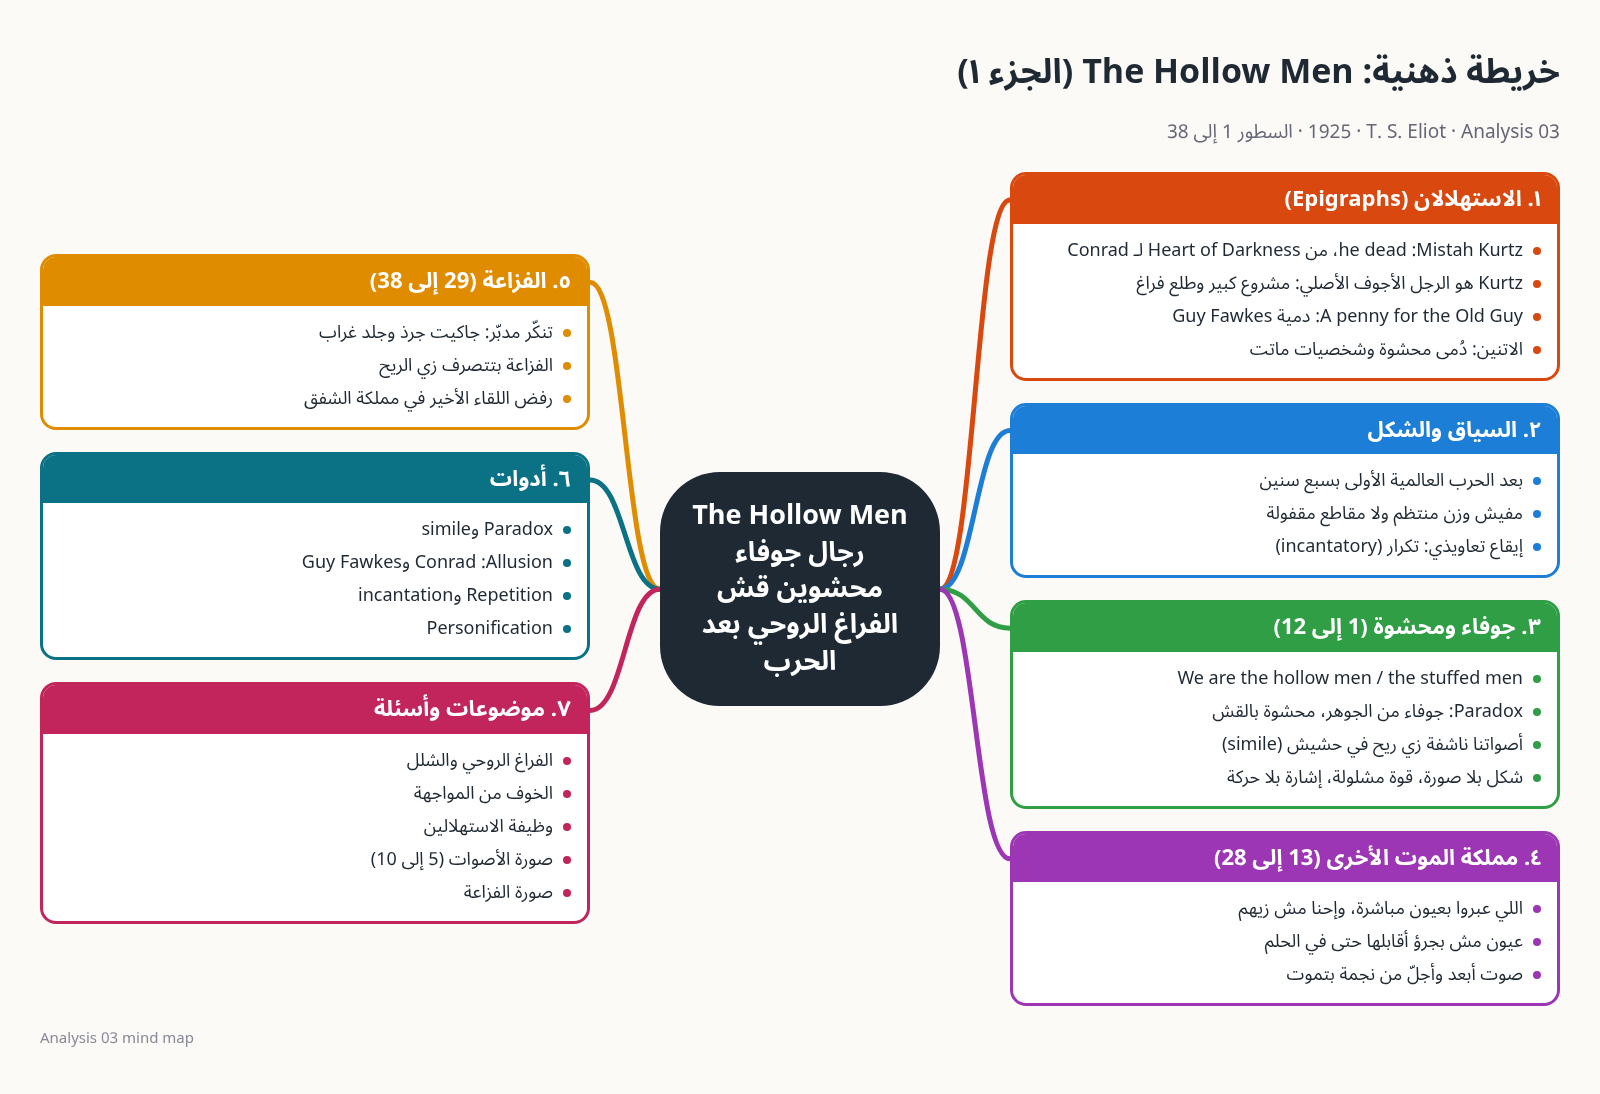 خريطة ذهنية: The Hollow Men (الجزء ١)
T. S. Eliot · Analysis 03 · 1925 · السطور 1 إلى 38
١. الاستهلالان (Epigraphs)
Mistah Kurtz: he dead، من Heart of Darkness لـ Conrad
Kurtz هو الرجل الأجوف الأصلي: مشروع كبير وطلع فراغ
A penny for the Old Guy: دمية Guy Fawkes
الاتنين: دُمى محشوة وشخصيات ماتت
٢. السياق والشكل
بعد الحرب العالمية الأولى بسبع سنين
مفيش وزن منتظم ولا مقاطع مقفولة
إيقاع تعاويذي: تكرار (incantatory)
٣. جوفاء ومحشوة (1 إلى 12)
We are the hollow men / the stuffed men
Paradox: جوفاء من الجوهر، محشوة بالقش
أصواتنا ناشفة زي ريح في حشيش (simile)
شكل بلا صورة، قوة مشلولة، إشارة بلا حركة
٤. مملكة الموت الأخرى (13 إلى 28)
اللي عبروا بعيون مباشرة، وإحنا مش زيهم
عيون مش بجرؤ أقابلها حتى في الحلم
صوت أبعد وأجلّ من نجمة بتموت
The Hollow Men
رجال جوفاء
محشوين قش
الفراغ الروحي بعد
الحرب
٥. الفزاعة (29 إلى 38)
تنكّر مدبّر: جاكيت جرذ وجلد غراب
الفزاعة بتتصرف زي الريح
رفض اللقاء الأخير في مملكة الشفق
٦. أدوات
Paradox وsimile
Allusion: Conrad وGuy Fawkes
Repetition وincantation
Personification
٧. موضوعات وأسئلة
الفراغ الروحي والشلل
الخوف من المواجهة
وظيفة الاستهلالين
صورة الأصوات (5 إلى 10)
صورة الفزاعة
Analysis 03 mind map